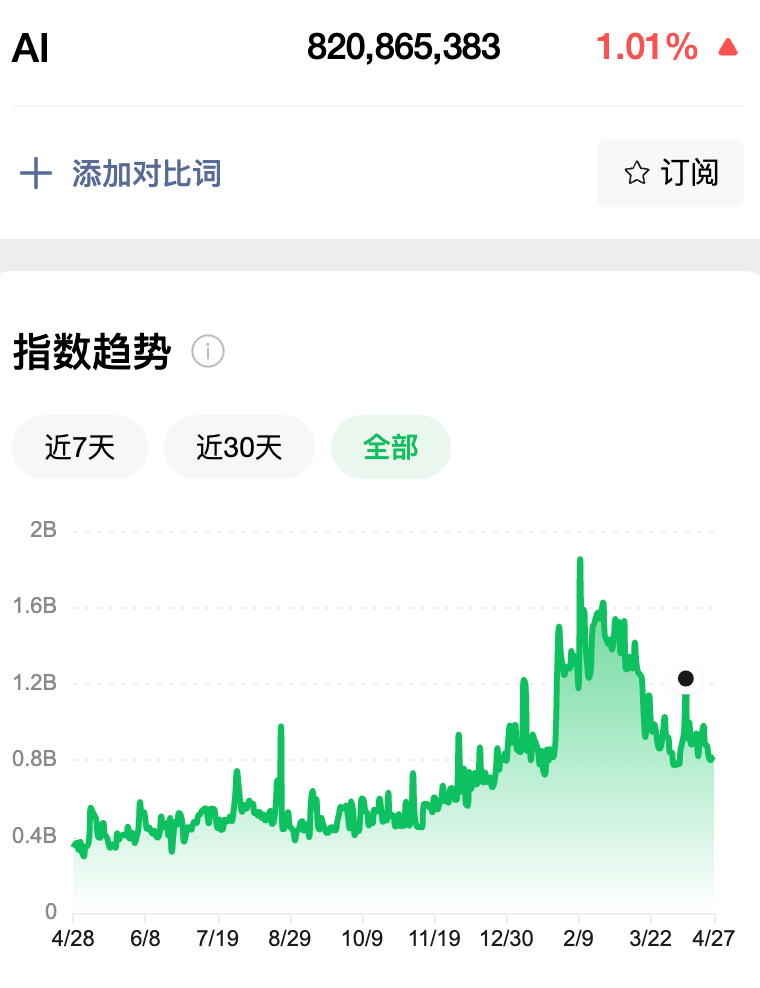 AI 820,865,383 1.01% ▲
添加对比词 订阅
指数趋势
近7天 近30天 全部
2B
1.6B
1.2B
0.8B
0.4B
0
4/28 6/8 7/19 8/29 10/9 11/19 12/30 2/9 3/22 4/27